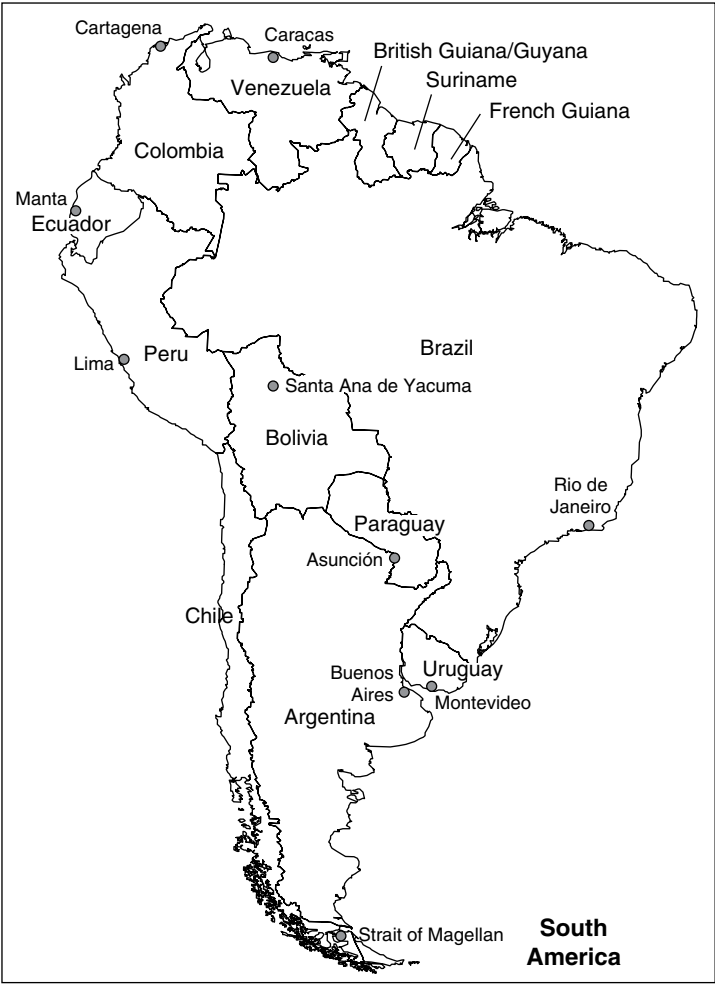 Cartagena
Caracas
British Guiana/Guyana
Suriname
French Guiana
Venezuela
Colombia
Manta
Ecuador
Lima
Peru
Brazil
Santa Ana de Yacuma
Bolivia
Rio de
Janeiro
Paraguay
Asunción
Chile
Uruguay
Buenos
Aires
Montevideo
Argentina
Strait of Magellan
South
America